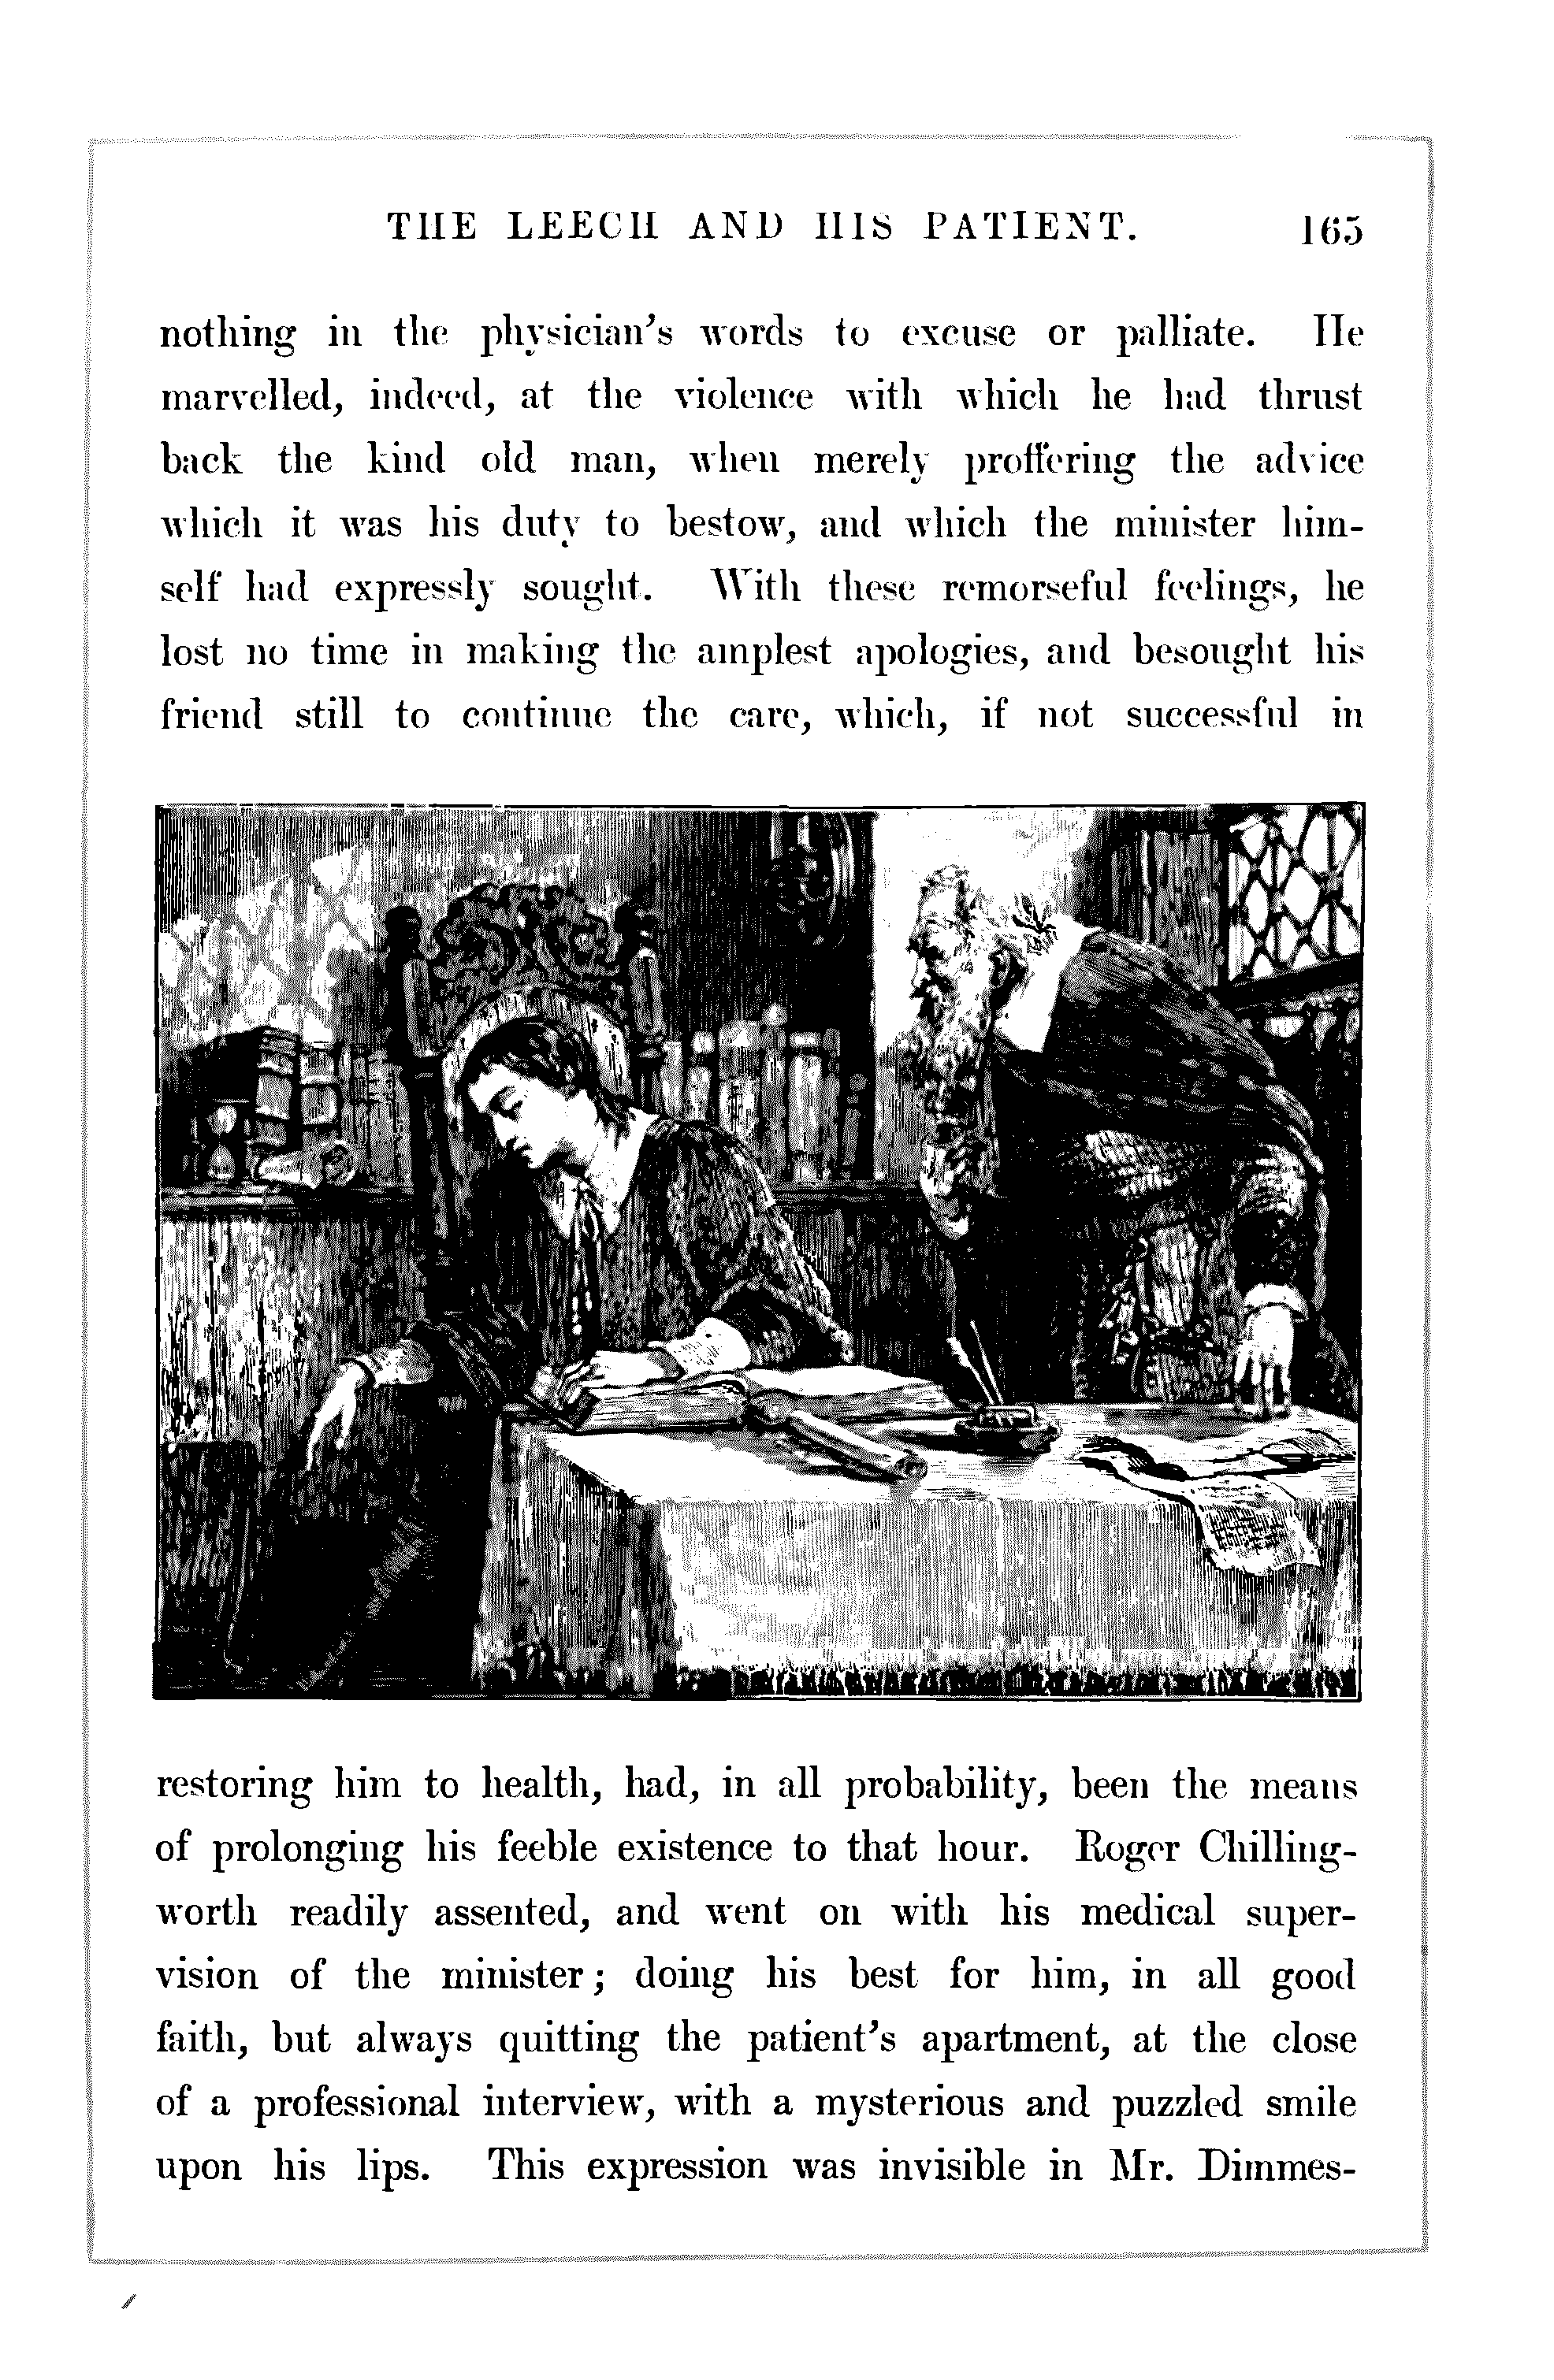 THE LEECH AND HIS PATIENT. 165
nothing in the physician's words to excuse or palliate. He
marvelled, indeed, at the violence with which he had thrust
back the kind old man, when merely proffering the advice
which it was his duty to bestow, and which the minister him-
self had expressly sought. With these remorseful feelings, he
lost no time in making the amplest apologies, and besought his
friend still to continue the care, which, if not successful in
restoring him to health, had, in all probability, been the means
of prolonging his feeble existence to that hour. Roger Chilling-
worth readily assented, and went on with his medical super-
vision of the minister; doing his best for him, in all good
faith, but always quitting the patient's apartment, at the close
of a professional interview, with a mysterious and puzzled smile
upon his lips. This expression was invisible in Mr. Dimmes-